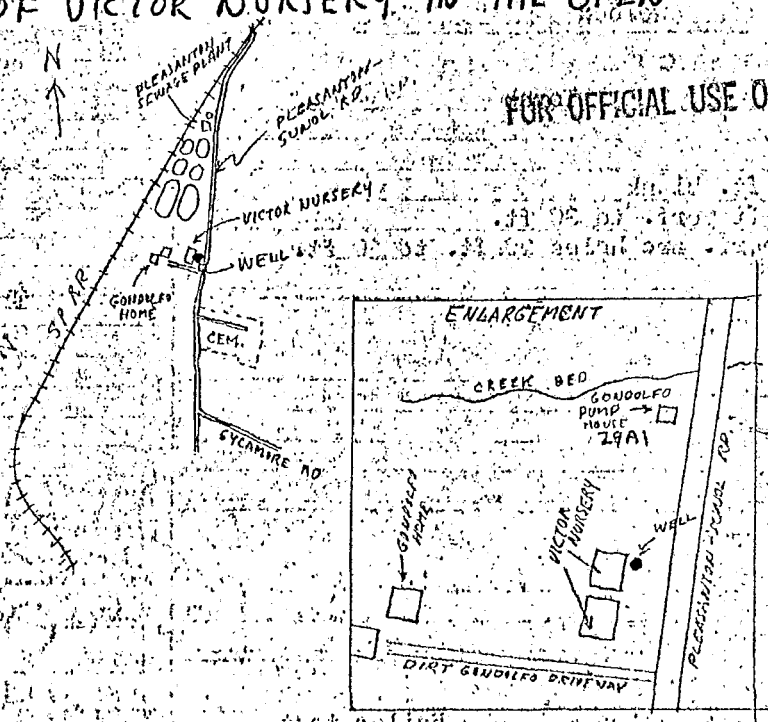 OF VICTOR NURSERY IN THE OPEN
N
PLEASANTON
SEWAGE PLANT
PLEASANTON-
SUNOL RD.
FOR OFFICIAL USE O
VICTOR NURSERY
WELL
GONDOLFO
HOME
SP RR
CEM.
SYCAMORE RD
ENLARGEMENT
CREEK BED
GONDOLFO
PUMP
HOUSE
29A1
GONDOLFO
HOME
VICTOR
NURSERY
WELL
PLEASANTON-SUNOL RD.
DIRT GONDOLFO DRIVEWAY